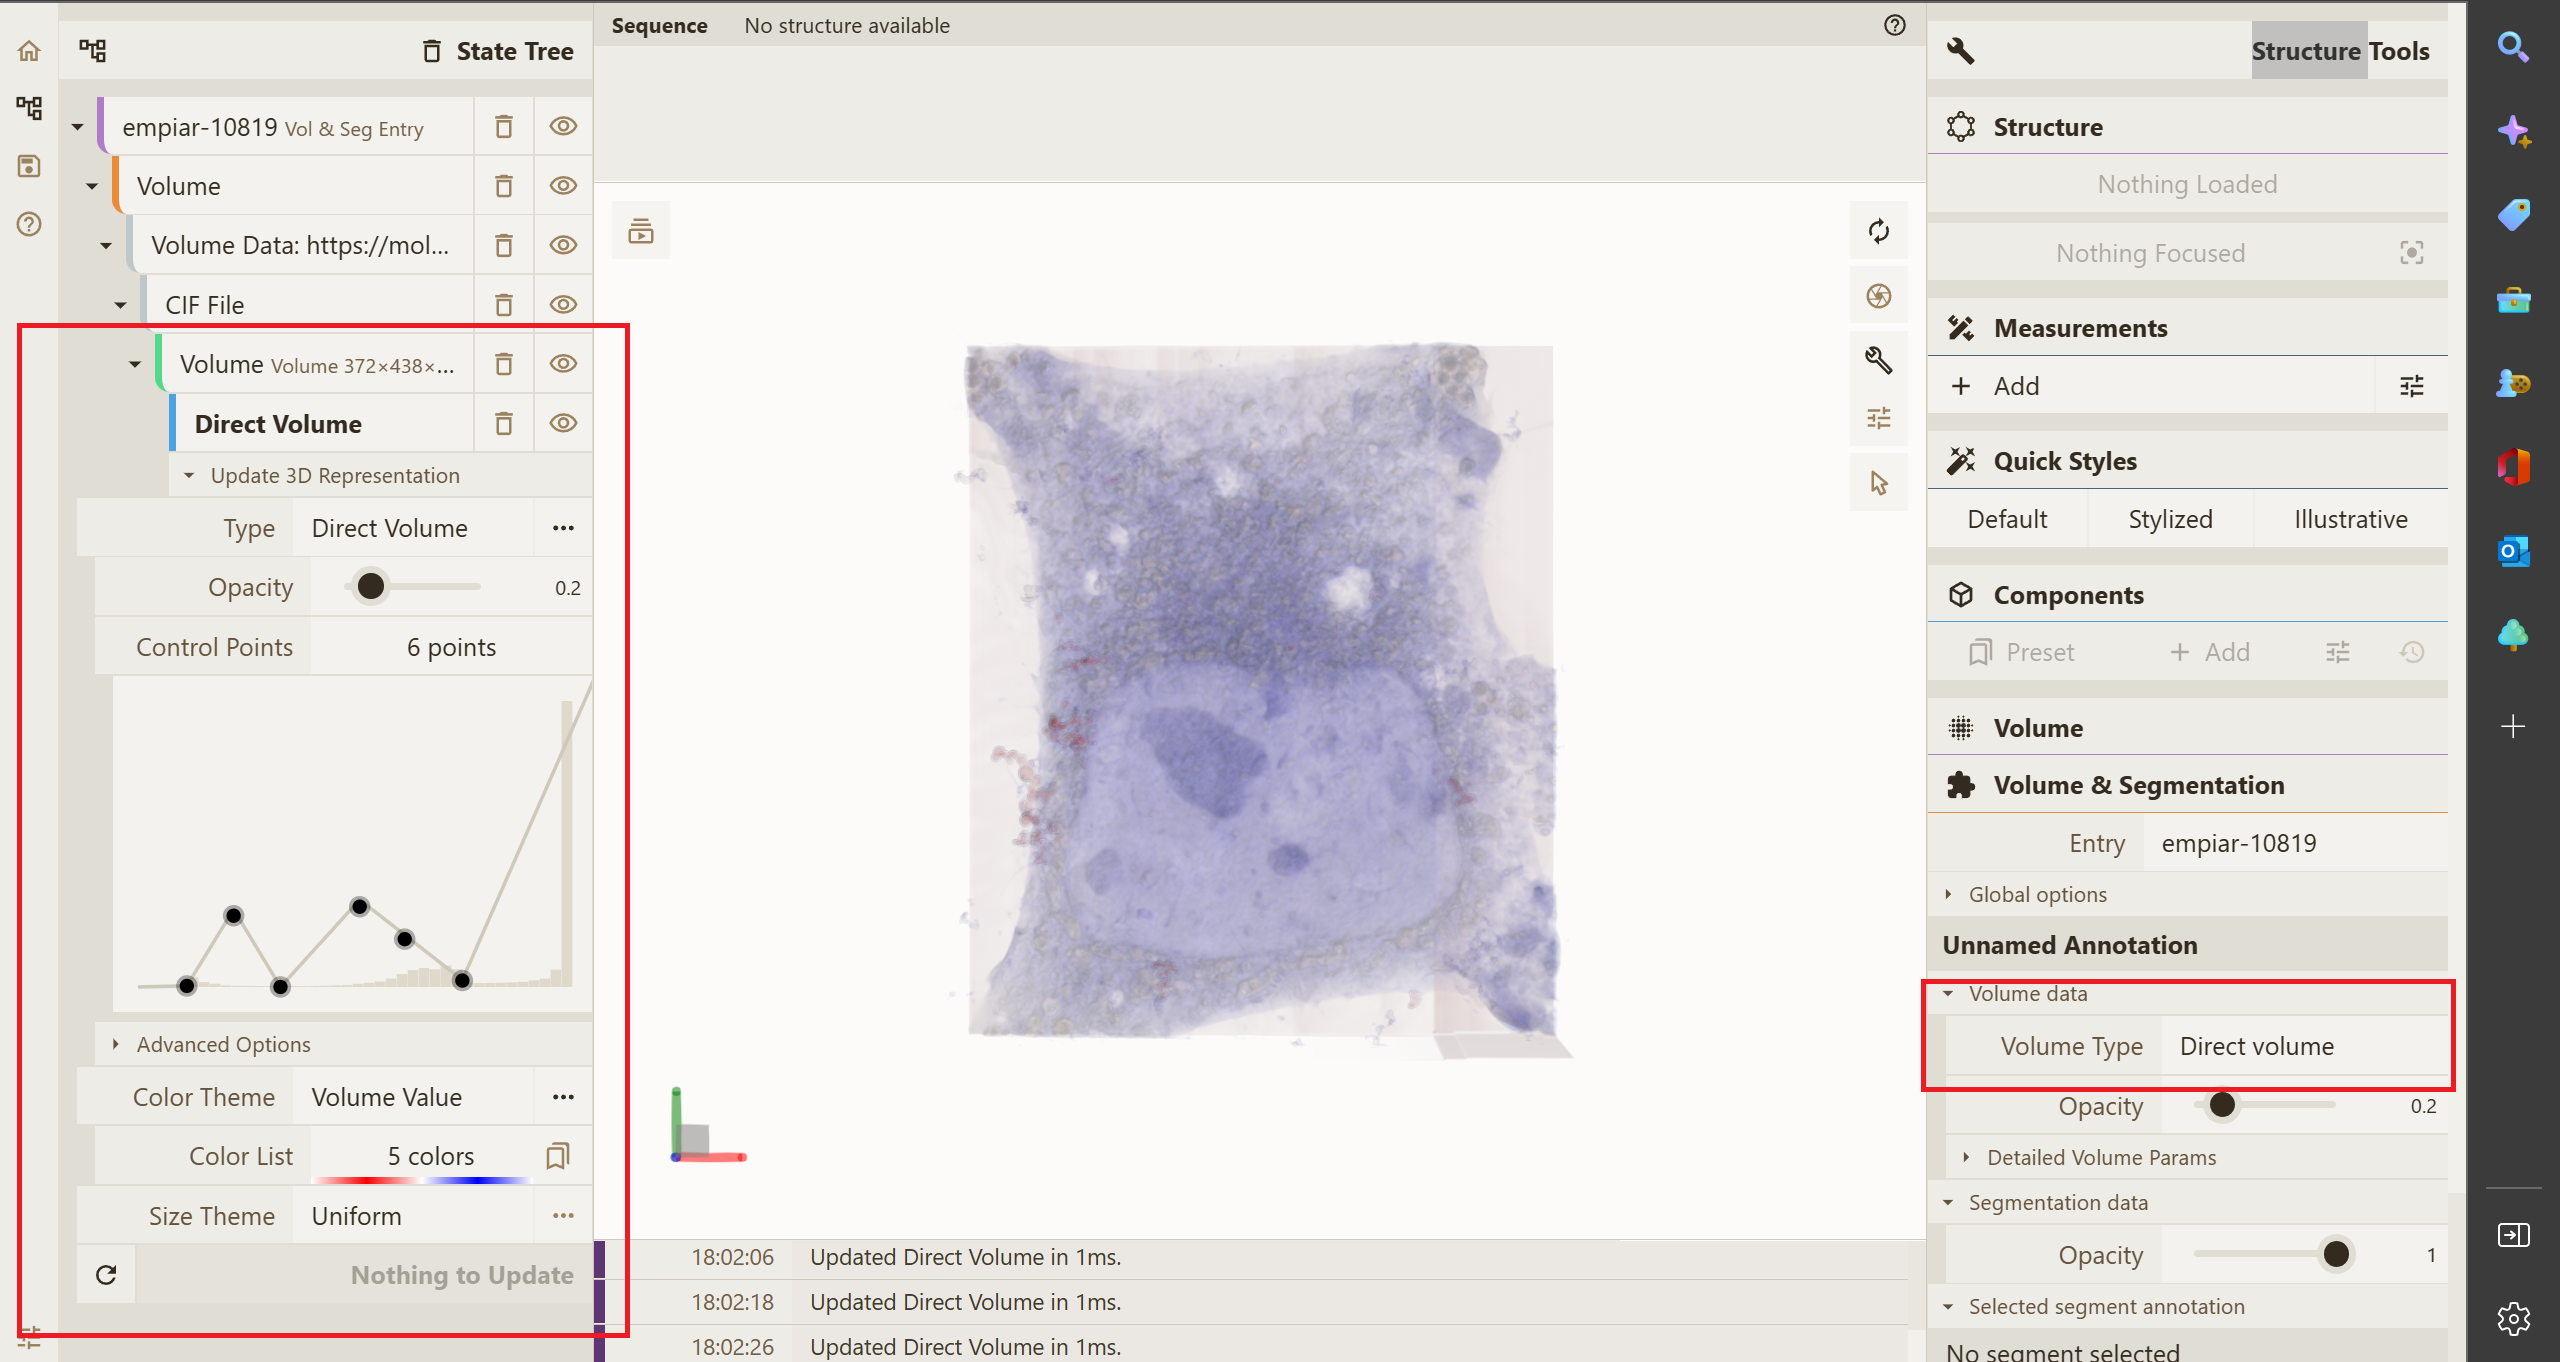 State Tree
empiar-10819 Vol & Seg Entry
Volume
Volume Data: https://mol...
CIF File
Volume Volume 372×438×...
Direct Volume
Update 3D Representation
Type Direct Volume
Opacity 0.2
Control Points 6 points
Advanced Options
Color Theme Volume Value
Color List 5 colors
Size Theme Uniform
Nothing to Update
Sequence No structure available
18:02:06 Updated Direct Volume in 1ms.
18:02:18 Updated Direct Volume in 1ms.
18:02:26 Updated Direct Volume in 1ms.
Structure Tools
Structure
Nothing Loaded
Nothing Focused
Measurements
Add
Quick Styles
Default Stylized Illustrative
Components
Preset Add
Volume
Volume & Segmentation
Entry empiar-10819
Global options
Unnamed Annotation
Volume data
Volume Type Direct volume
Opacity 0.2
Detailed Volume Params
Segmentation data
Opacity 1
Selected segment annotation
No segment selected